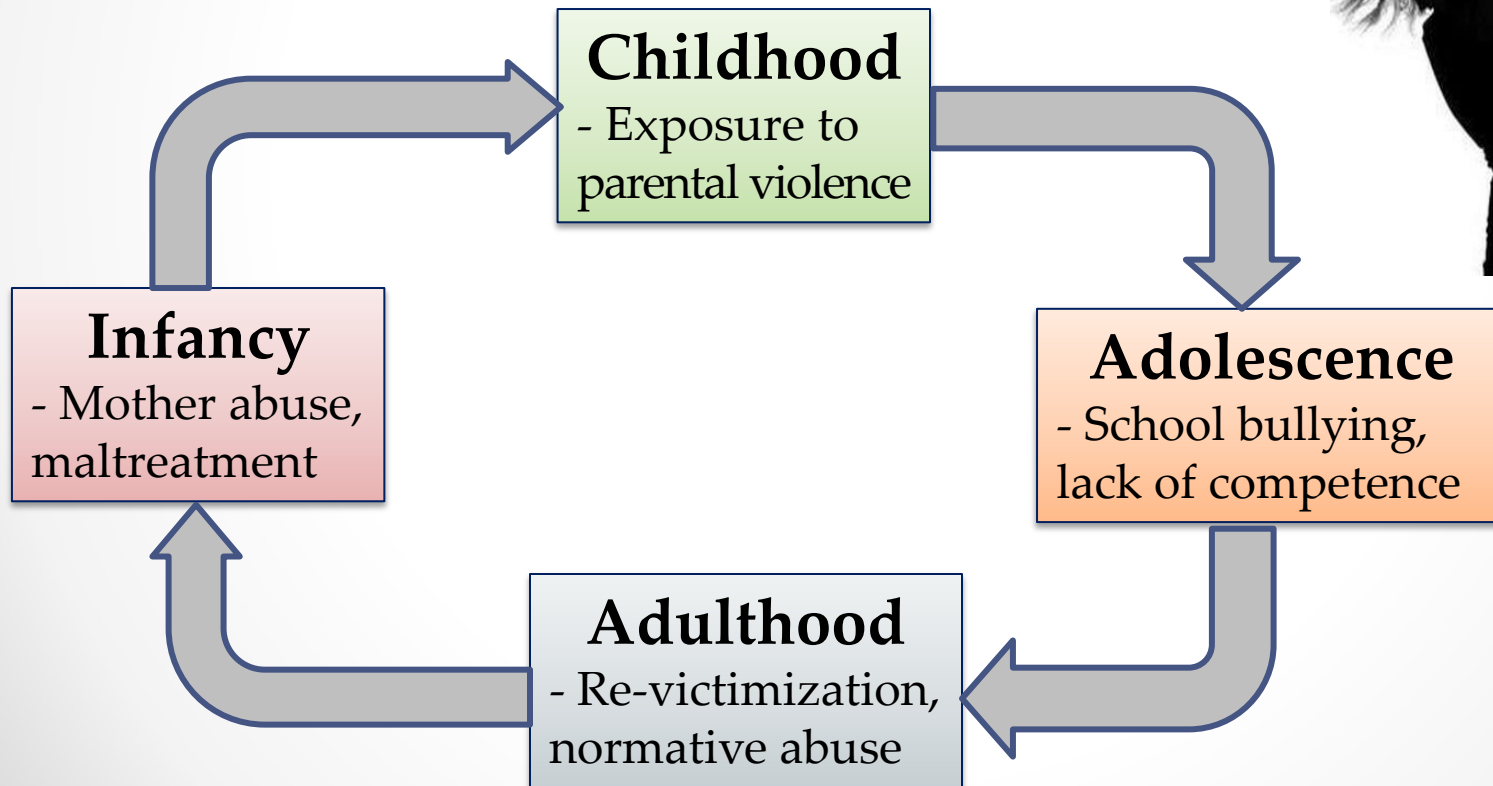 Childhood
- Exposure to
parental violence
Infancy
- Mother abuse,
maltreatment
Adolescence
- School bullying,
lack of competence
Adulthood
- Re-victimization,
normative abuse